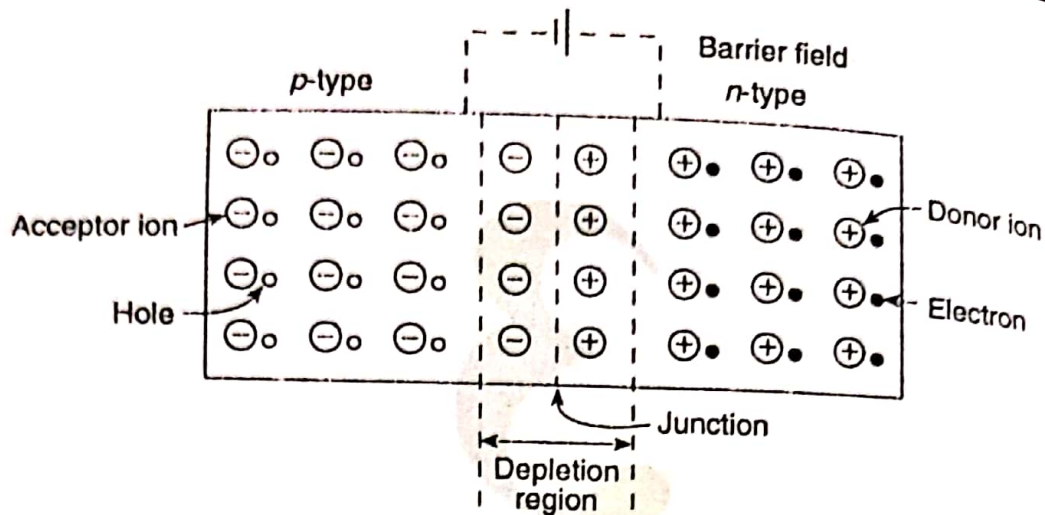 Barrier field
p-type
n-type
Acceptor ion
Donor ion
Hole
Electron
Junction
Depletion
region